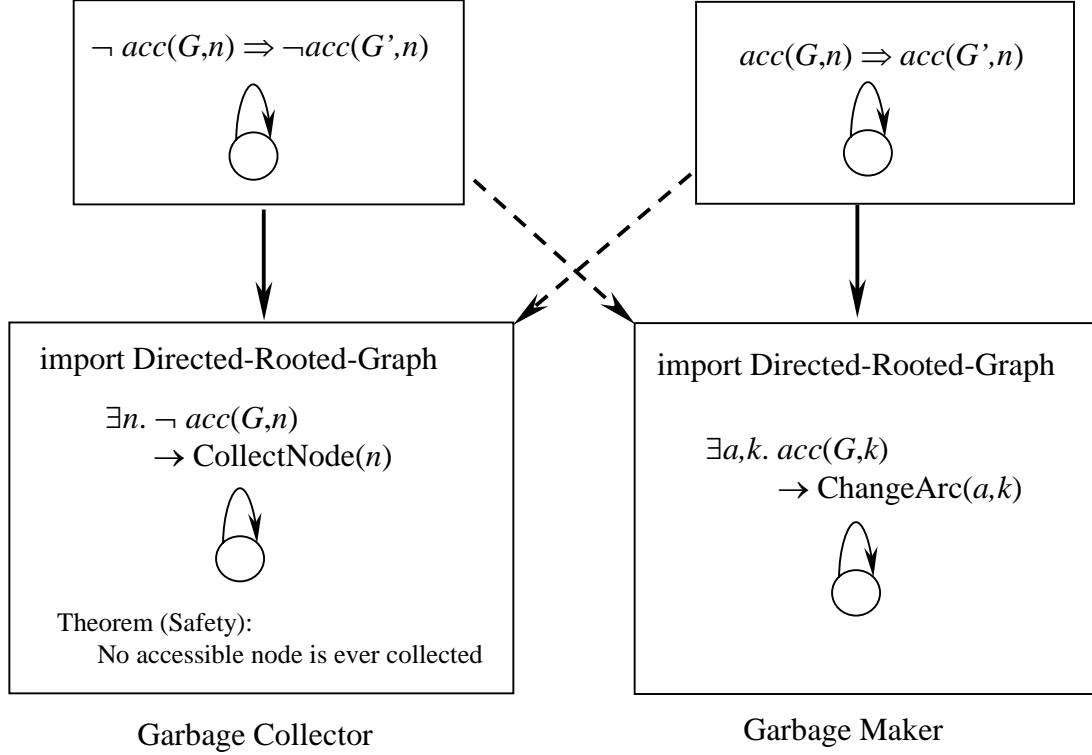 ¬ acc(G,n) ⇒ ¬acc(G’,n)
acc(G,n) ⇒ acc(G’,n)
import Directed-Rooted-Graph
∃n. ¬ acc(G,n)
→ CollectNode(n)
Theorem (Safety):
No accessible node is ever collected
import Directed-Rooted-Graph
∃a,k. acc(G,k)
→ ChangeArc(a,k)
Garbage Collector
Garbage Maker